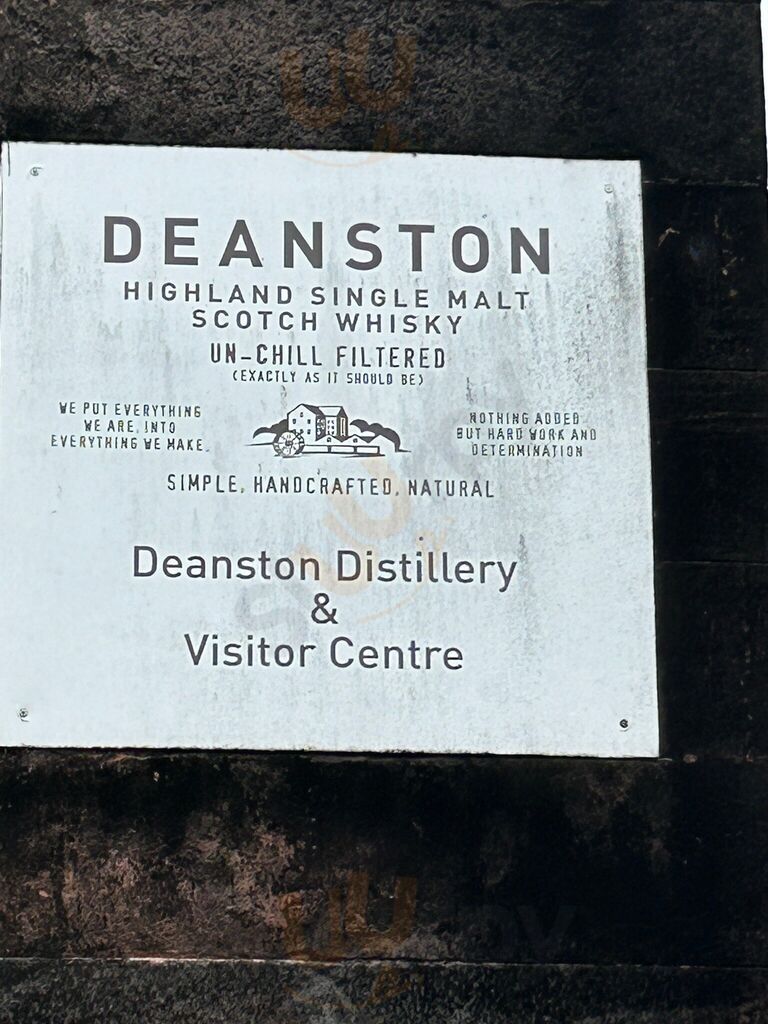 DEANSTON
HIGHLAND SINGLE MALT
SCOTCH WHISKY
UN-CHILL FILTERED
(EXACTLY AS IT SHOULD BE)
WE PUT EVERYTHING
WE ARE, INTO
EVERYTHING WE MAKE.
NOTHING ADDED
BUT HARD WORK AND
DETERMINATION
SIMPLE, HANDCRAFTED, NATURAL
Deanston Distillery
&
Visitor Centre